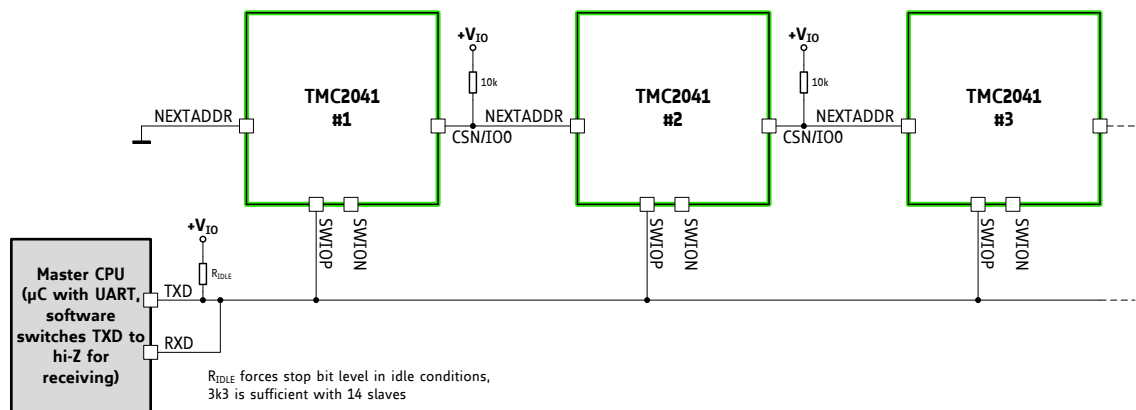 +VIO
+VIO
10k
10k
TMC2041
#1
TMC2041
#2
TMC2041
#3
NEXTADDR
CSN/IO0
NEXTADDR
CSN/IO0
NEXTADDR
SWIOP
SWION
SWIOP
SWION
SWIOP
SWION
+VIO
RIDLE
Master CPU
(µC with UART,
software
switches TXD to
hi-Z for
receiving)
TXD
RXD
RIDLE forces stop bit level in idle conditions,
3k3 is sufficient with 14 slaves